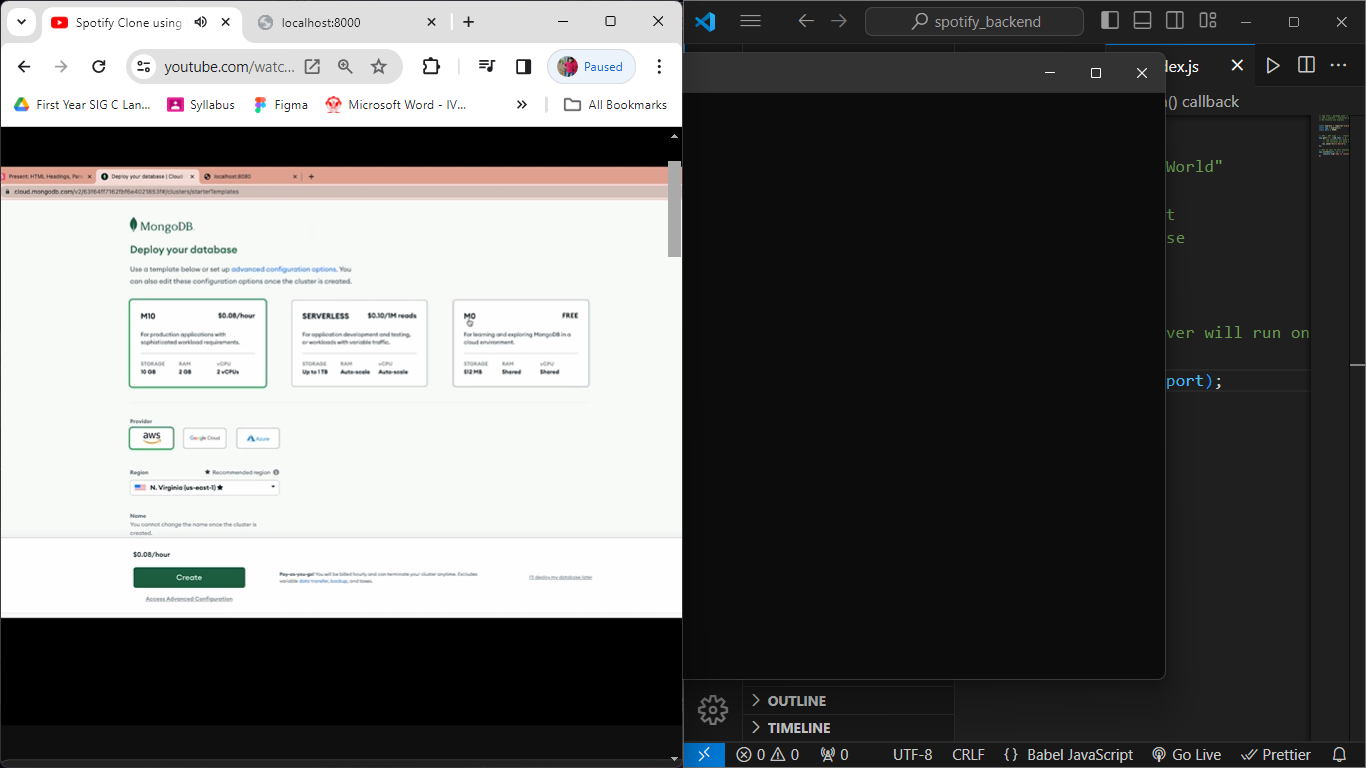 Spotify Clone using
localhost:8000
youtube.com/watc...
Paused
First Year SIG C Lan...
Syllabus
Figma
Microsoft Word - IV...
»
All Bookmarks
Present: HTML Headings, Para
Deploy your database | Cloud
localhost:8080
cloud.mongodb.com/v2/63f64ff7162fbf6e4021853f#/clusters/starterTemplates
MongoDB.
Deploy your database
Use a template below or set up advanced configuration options. You
can also edit these configuration options once the cluster is created.
M10 $0.08/hour
For production applications with
sophisticated workload requirements.
STORAGE RAM vCPU
10 GB 2 GB 2 vCPUs
SERVERLESS $0.10/1M reads
For application development and testing,
or workloads with variable traffic.
STORAGE RAM vCPU
Up to 1 TB Auto-scale Auto-scale
M0 FREE
For learning and exploring MongoDB in a
cloud environment.
STORAGE RAM vCPU
512 MB Shared Shared
Provider
aws
Google Cloud
Azure
Region
Recommended region
N. Virginia (us-east-1)
Name
You cannot change the name once the cluster is
created.
$0.08/hour
Create
Access Advanced Configuration
Pay-as-you-go! You will be billed hourly and can terminate your cluster anytime. Excludes
variable data transfer, backup, and taxes.
I'll deploy my database later
spotify_backend
dex.js
() callback
World"
t
se
ver will run on
port);
OUTLINE
TIMELINE
0 0 0 UTF-8 CRLF {} Babel JavaScript Go Live Prettier